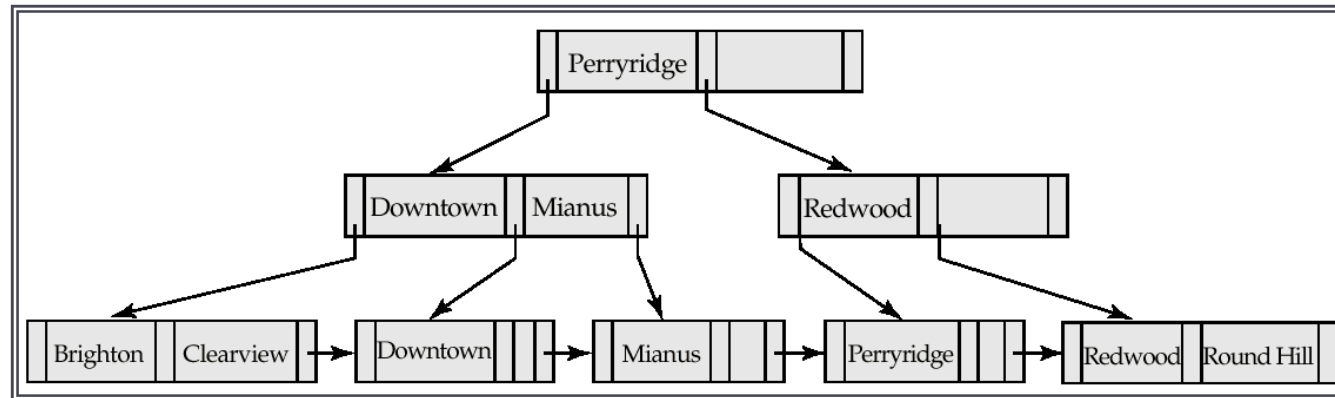 Perryridge
Downtown Mianus
Redwood
Brighton Clearview
Downtown
Mianus
Perryridge
Redwood Round Hill